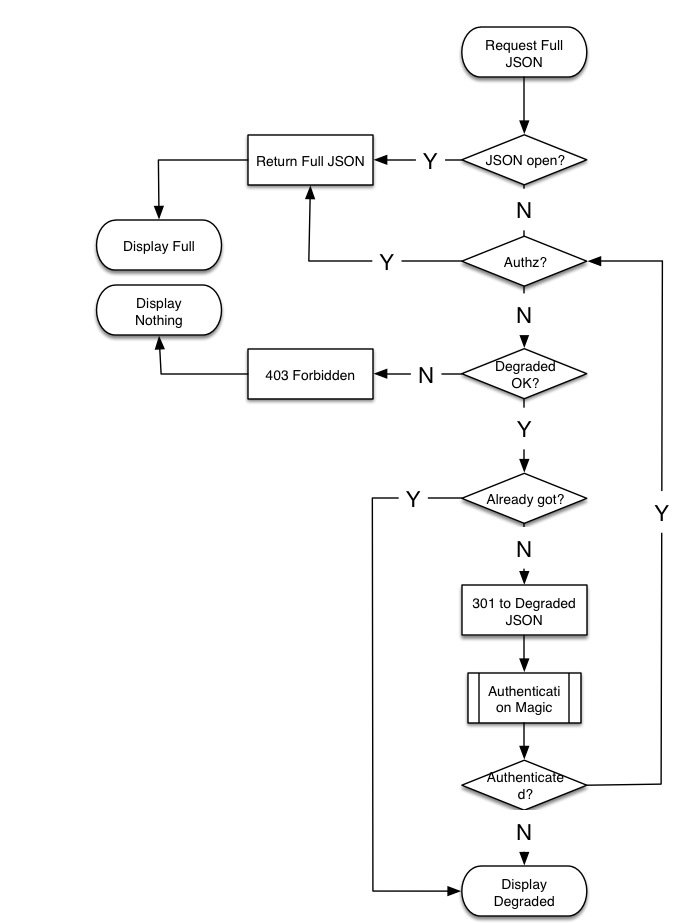 Request Full
JSON
Return Full JSON
Y
JSON open?
N
Display Full
Y
Authz?
Display
Nothing
N
403 Forbidden
N
Degraded
OK?
Y
Y
Already got?
Y
N
301 to Degraded
JSON
Authenticati
on Magic
Authenticate
d?
N
Display
Degraded